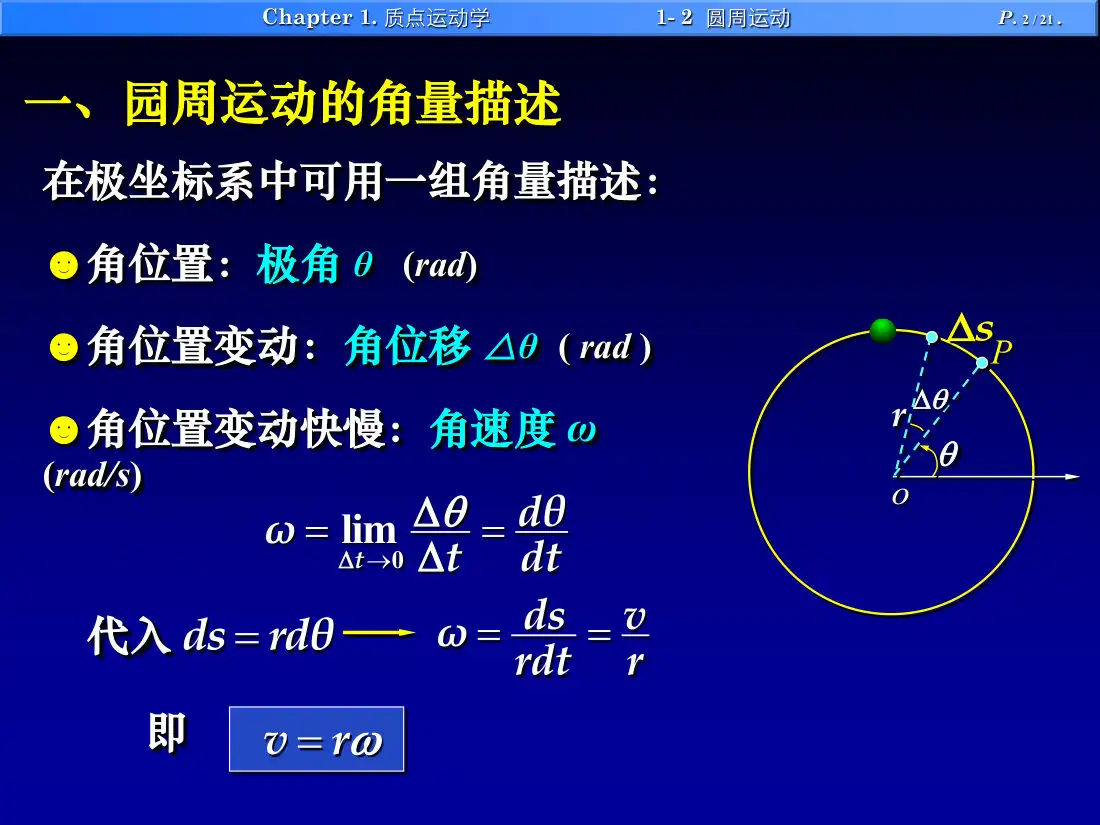 Chapter 1. 质点运动学 1- 2 圆周运动 P. 2 / 21 .
一、园周运动的角量描述
在极坐标系中可用一组角量描述：
☻角位置：极角 θ (rad)
☻角位置变动：角位移 △θ ( rad )
☻角位置变动快慢：角速度 ω
(rad/s)
ω = lim Δt→0 Δθ/Δt = dθ/dt
代入 ds = rdθ → ω = ds/rdt = v/r
即 v = rω
Δs
P
r Δθ
θ
o